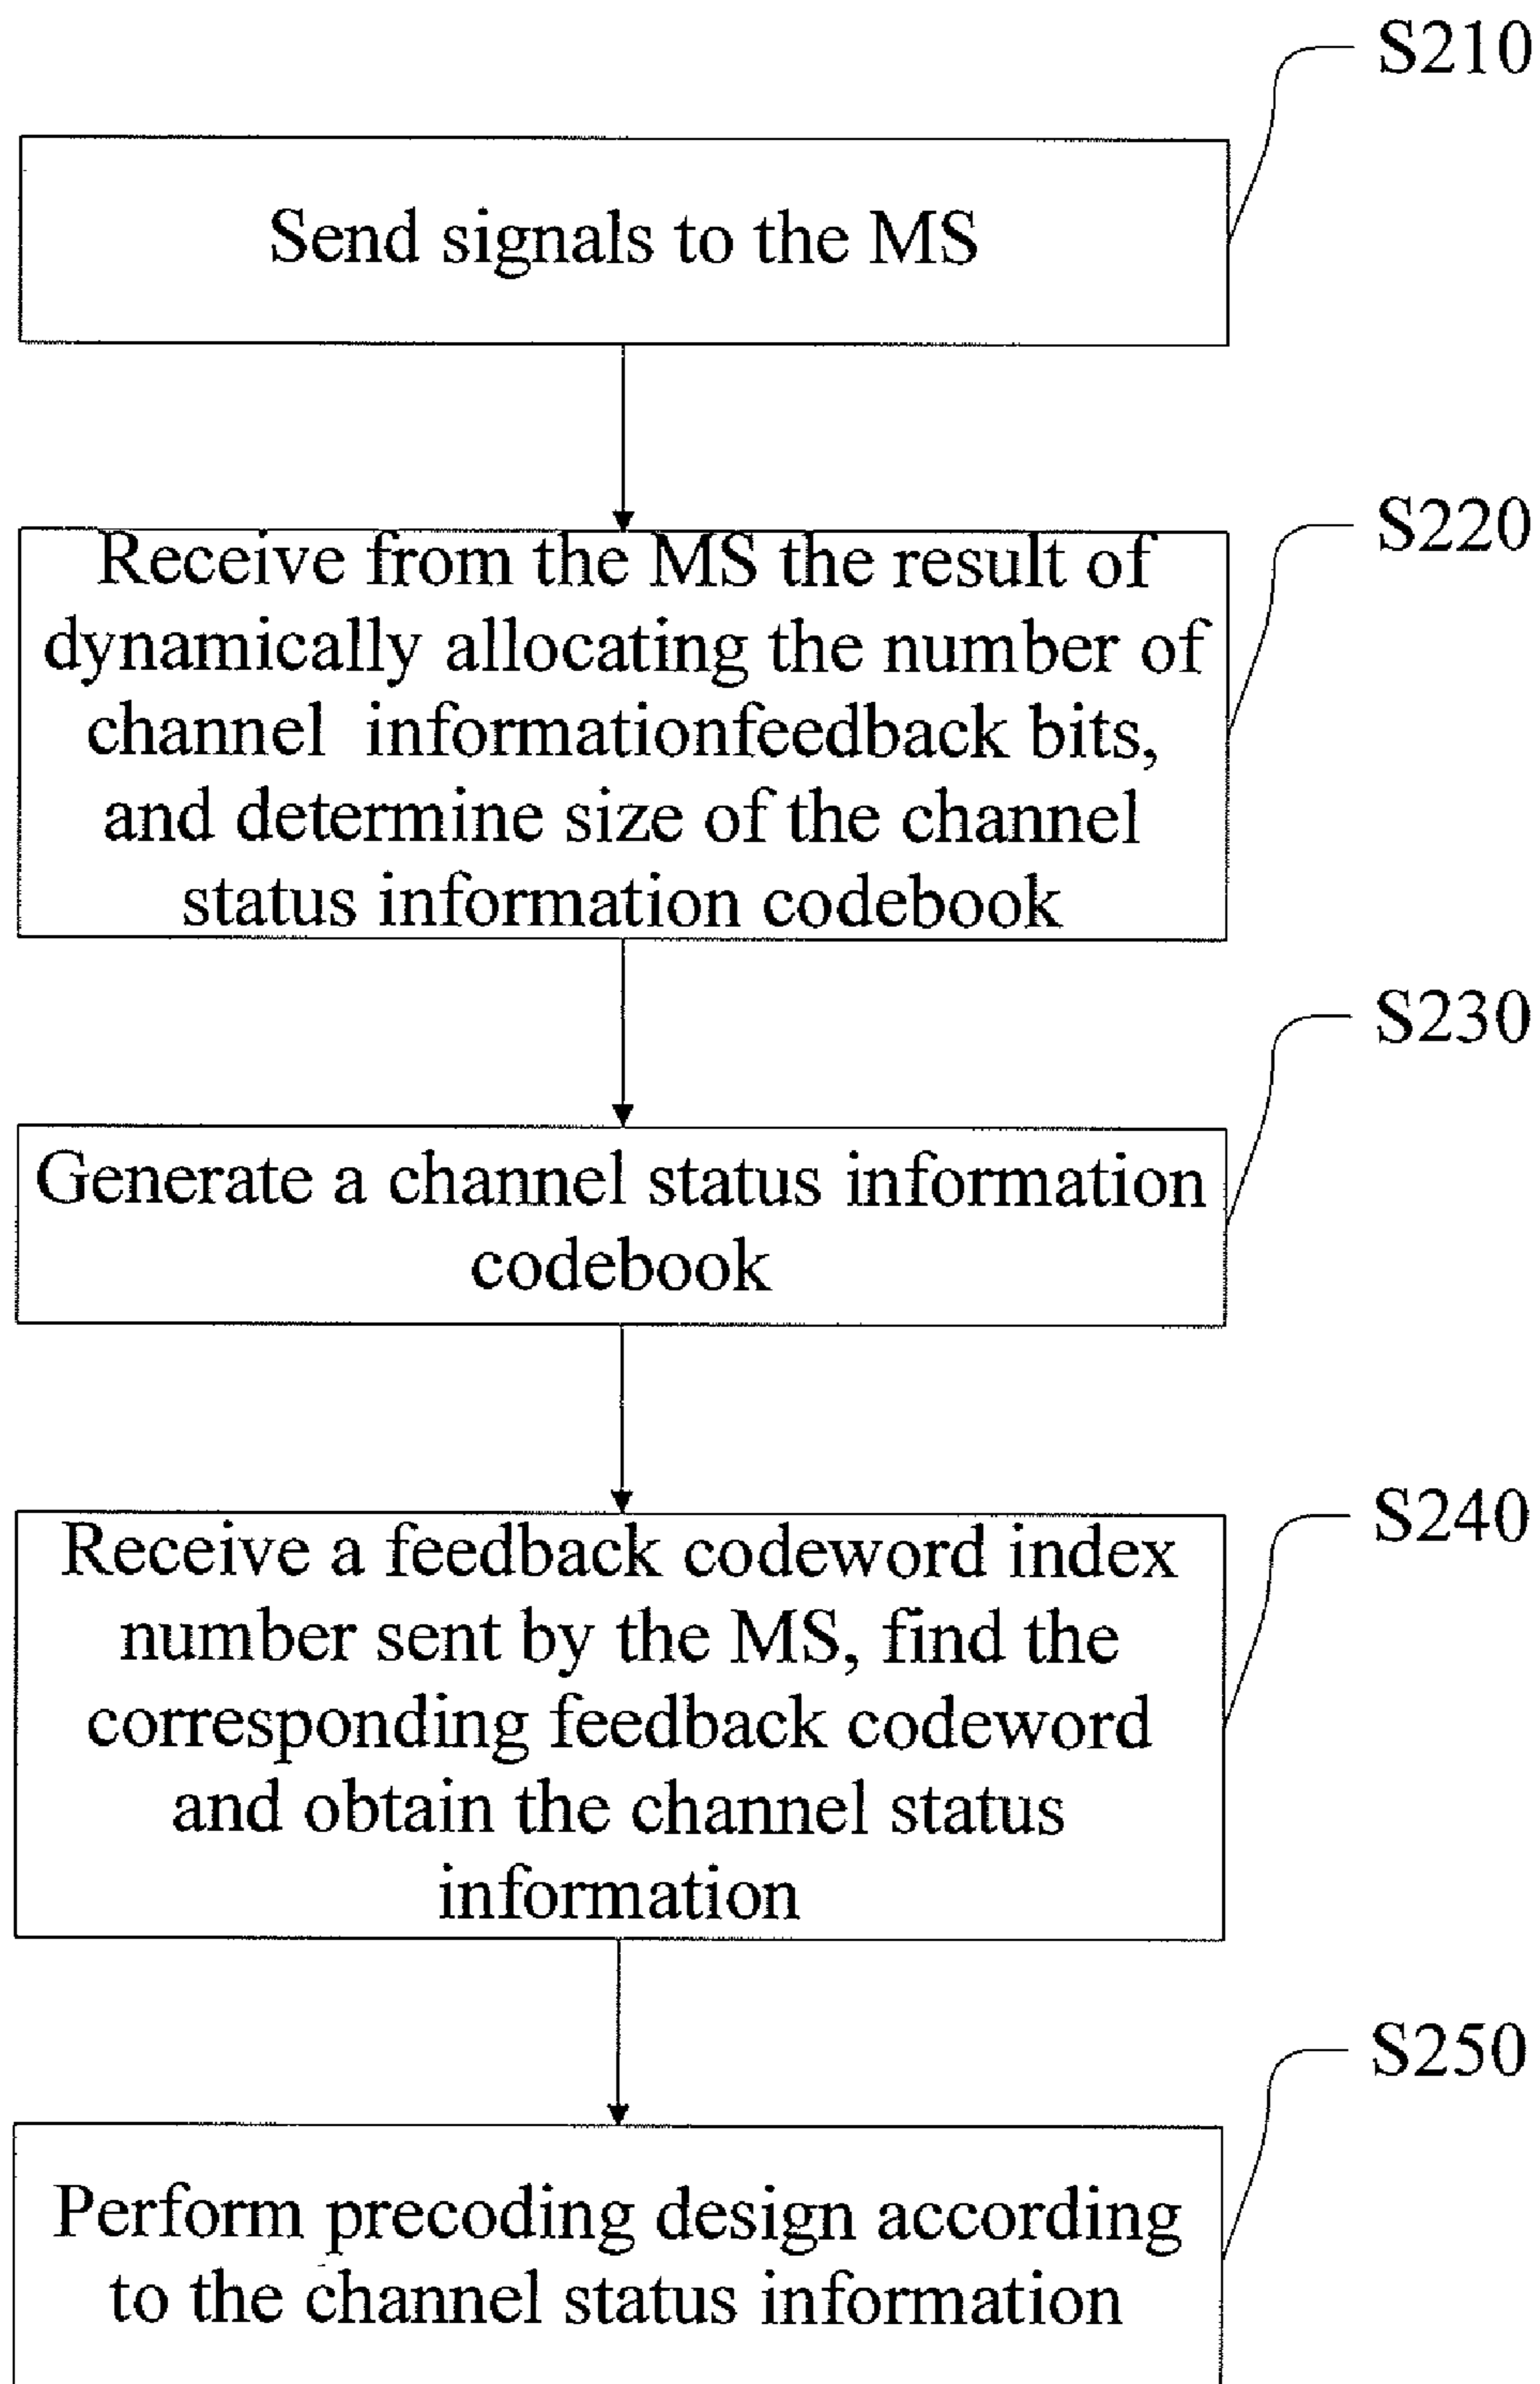 S210
Send signals to the MS
S220
Receive from the MS the result of
dynamically allocating the number of
channel informationfeedback bits,
and determine size of the channel
status information codebook
S230
Generate a channel status information
codebook
S240
Receive a feedback codeword index
number sent by the MS, find the
corresponding feedback codeword
and obtain the channel status
information
S250
Perform precoding design according
to the channel status information